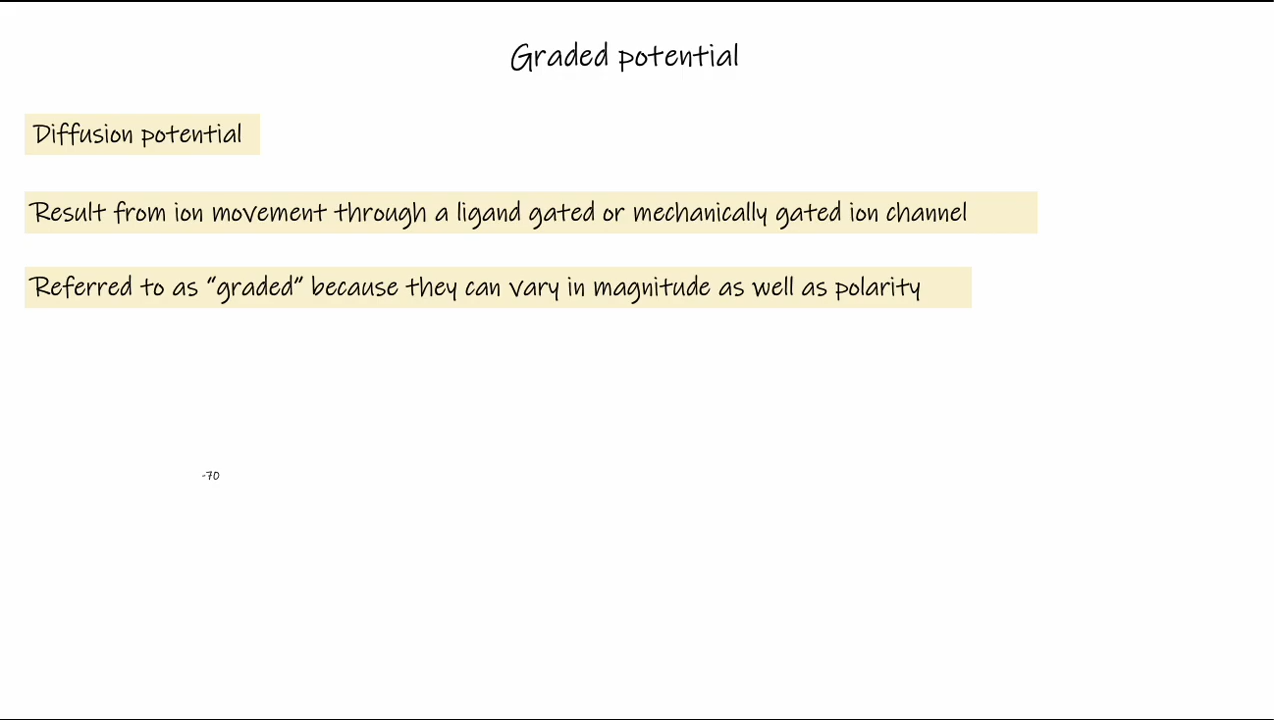 Graded potential
Diffusion potential
Result from ion movement through a ligand gated or mechanically gated ion channel
Referred to as “graded” because they can vary in magnitude as well as polarity
-70